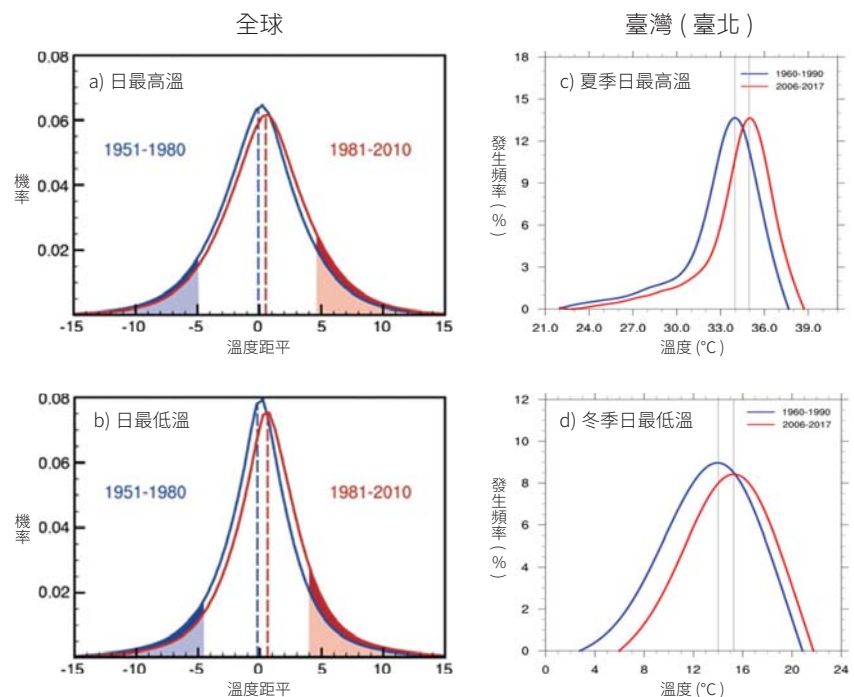 全球
臺灣 ( 臺北 )
a) 日最高溫
1951-1980
1981-2010
機率
0.08
0.06
0.04
0.02
-15 -10 -5 0 5 10 15
溫度距平
c) 夏季日最高溫
1960-1990
2006-2017
發生頻率 (%)
18
15
12
9
6
3
0
21.0 24.0 27.0 30.0 33.0 36.0 39.0
溫度 (°C)
b) 日最低溫
1951-1980
1981-2010
機率
0.08
0.06
0.04
0.02
-15 -10 -5 0 5 10 15
溫度距平
d) 冬季日最低溫
1960-1990
2006-2017
發生頻率 (%)
12
10
8
6
4
2
0
0 4 8 12 16 20 24
溫度 (°C)